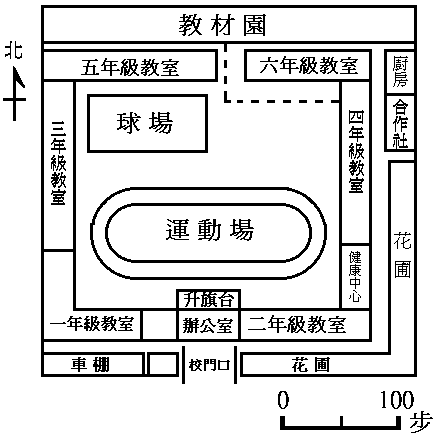 教材園
北
五年級教室
六年級教室
廚房
球場
三年級教室
四年級教室
合作社
運動場
花圃
健康中心
升旗台
一年級教室
辦公室
二年級教室
車棚
校門口
花圃
0 100
步